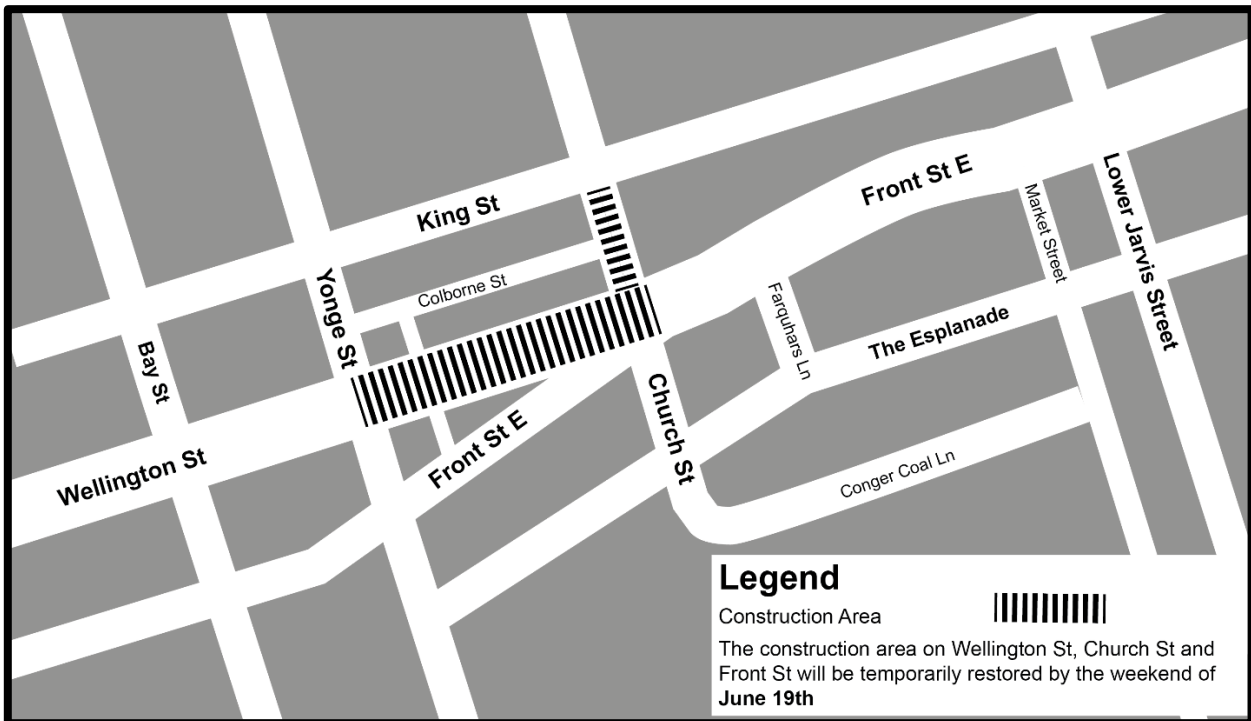 King St
Front St E
Lower Jarvis Street
Market Street
Yonge St
Colborne St
Farquhars Ln
The Esplanade
Bay St
Church St
Front St E
Wellington St
Conger Coal Ln
Legend
Construction Area
The construction area on Wellington St, Church St and
Front St will be temporarily restored by the weekend of
June 19th